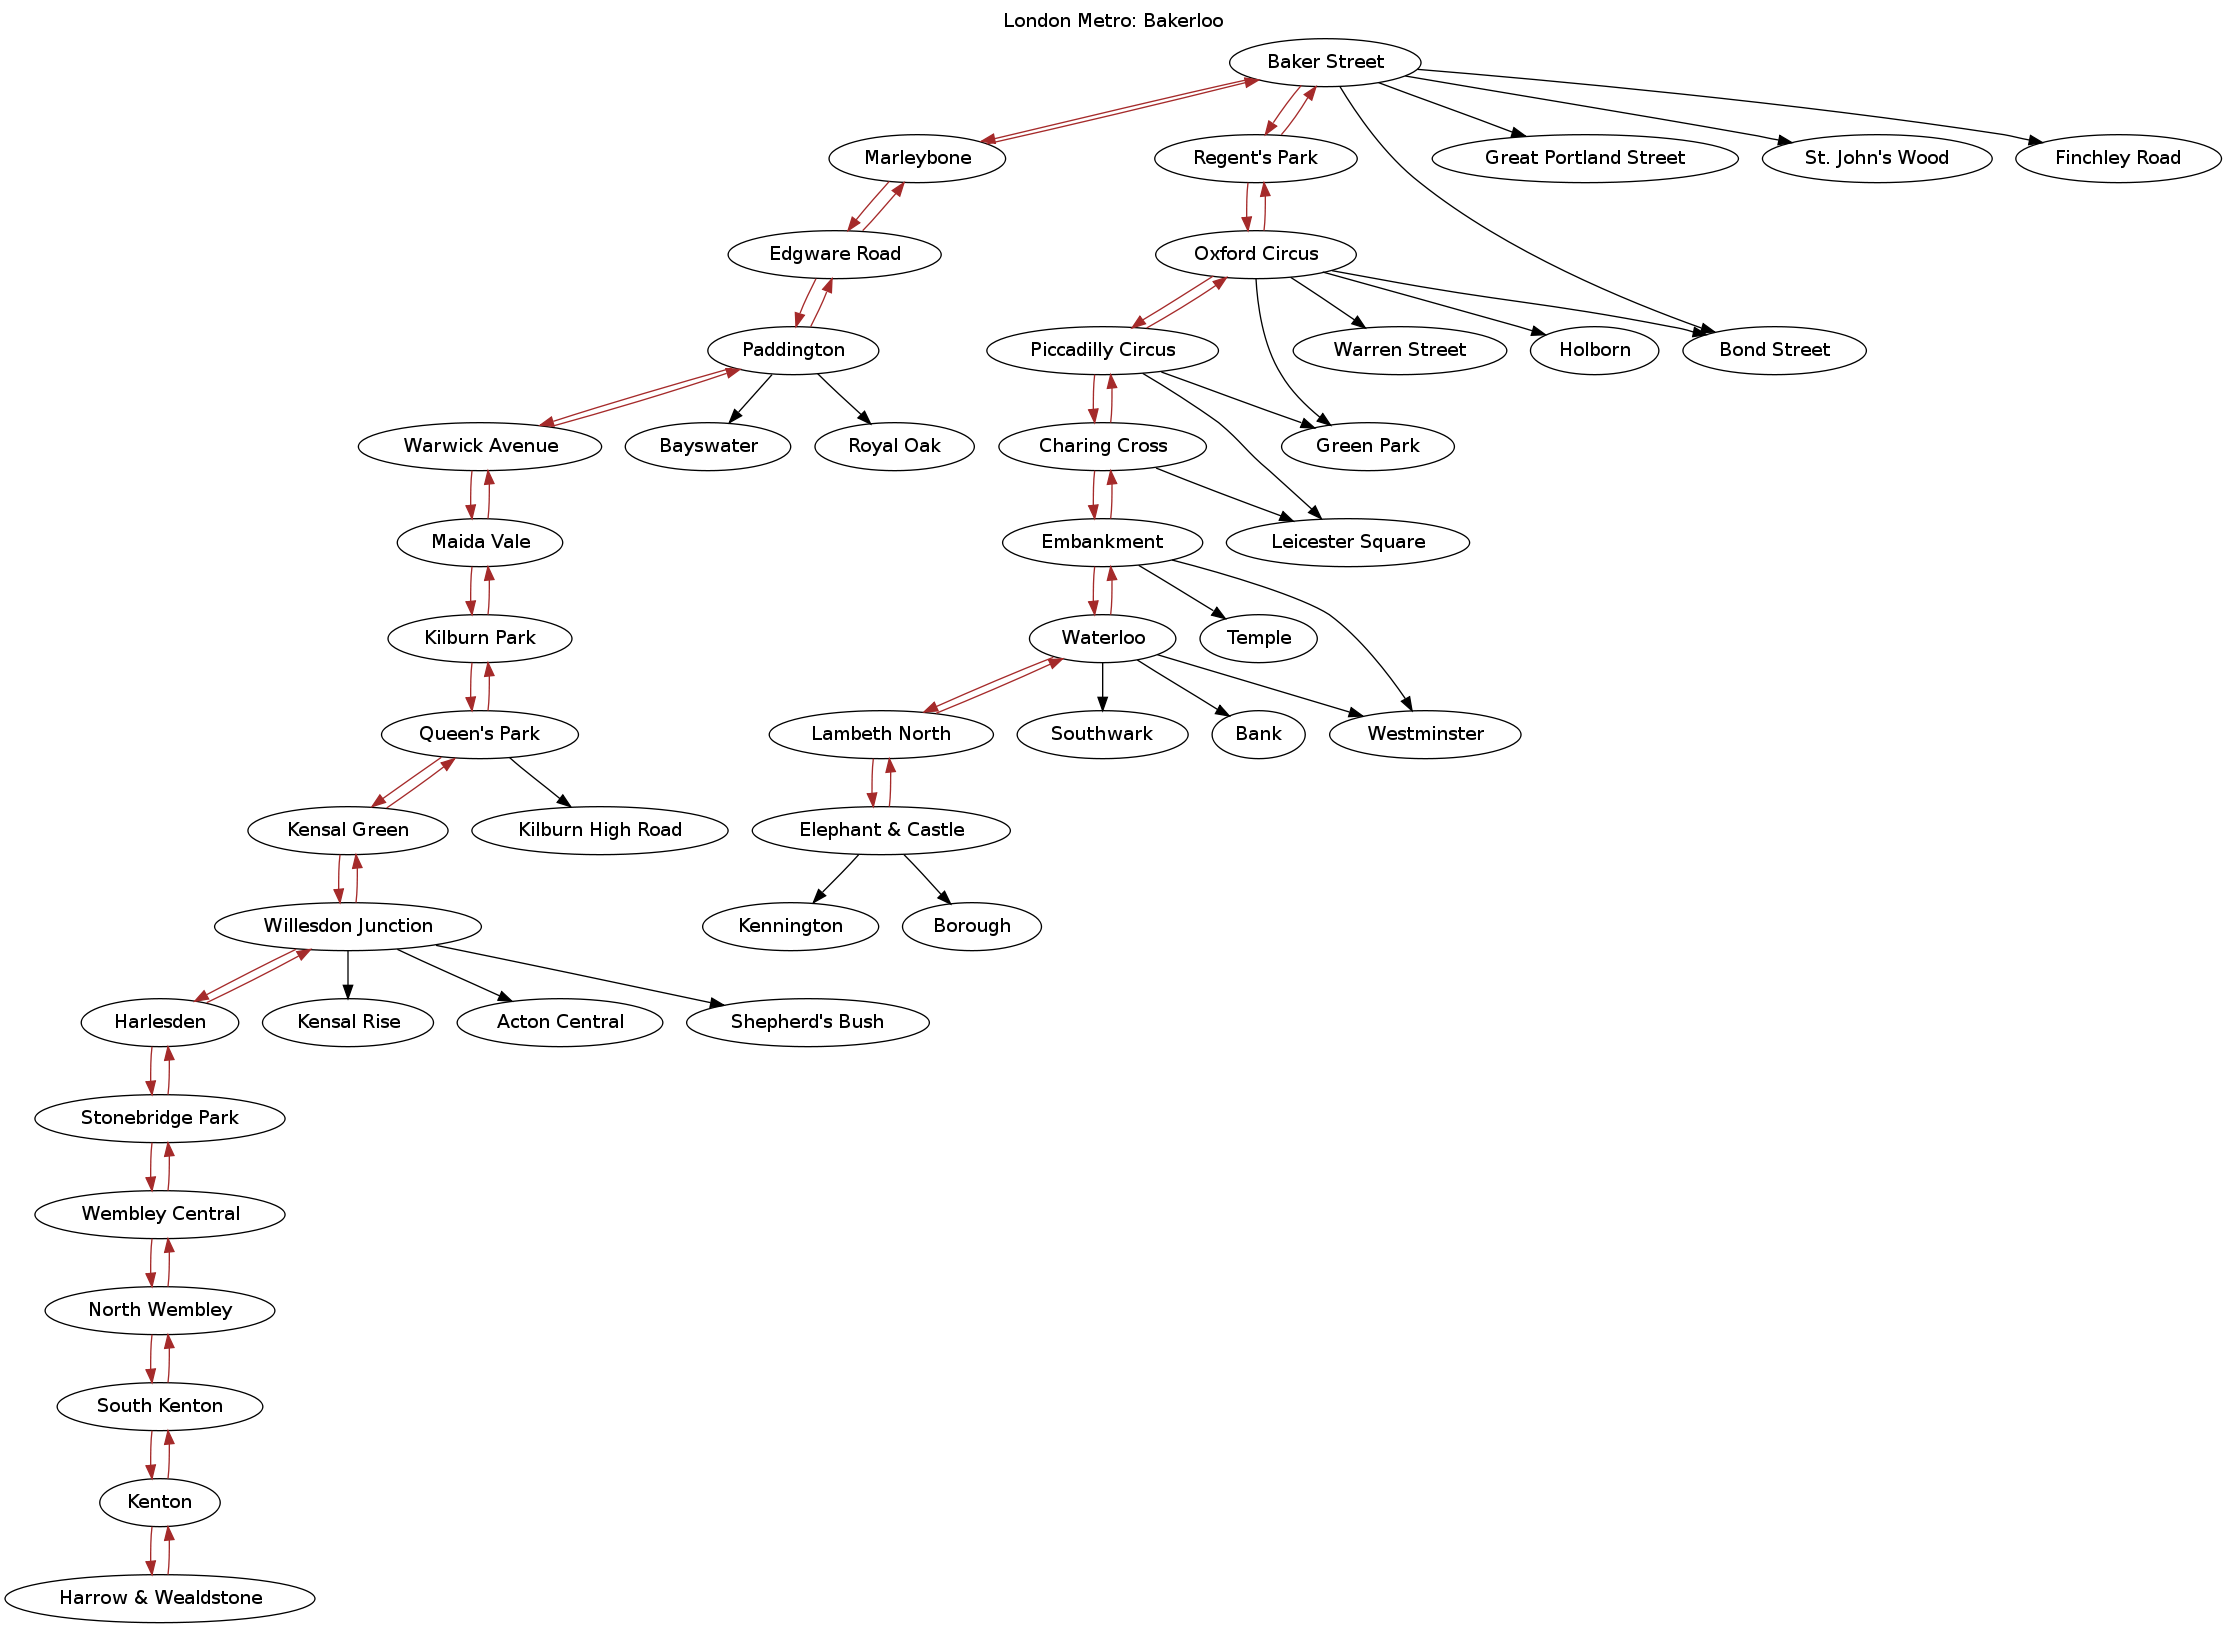 London Metro: Bakerloo
Baker Street
Marleybone
Regent's Park
Great Portland Street
St. John's Wood
Finchley Road
Edgware Road
Oxford Circus
Paddington
Piccadilly Circus
Warren Street
Holborn
Bond Street
Warwick Avenue
Bayswater
Royal Oak
Charing Cross
Green Park
Maida Vale
Embankment
Leicester Square
Kilburn Park
Waterloo
Temple
Queen's Park
Lambeth North
Southwark
Bank
Westminster
Kensal Green
Kilburn High Road
Elephant & Castle
Willesdon Junction
Kennington
Borough
Harlesden
Kensal Rise
Acton Central
Shepherd's Bush
Stonebridge Park
Wembley Central
North Wembley
South Kenton
Kenton
Harrow & Wealdstone